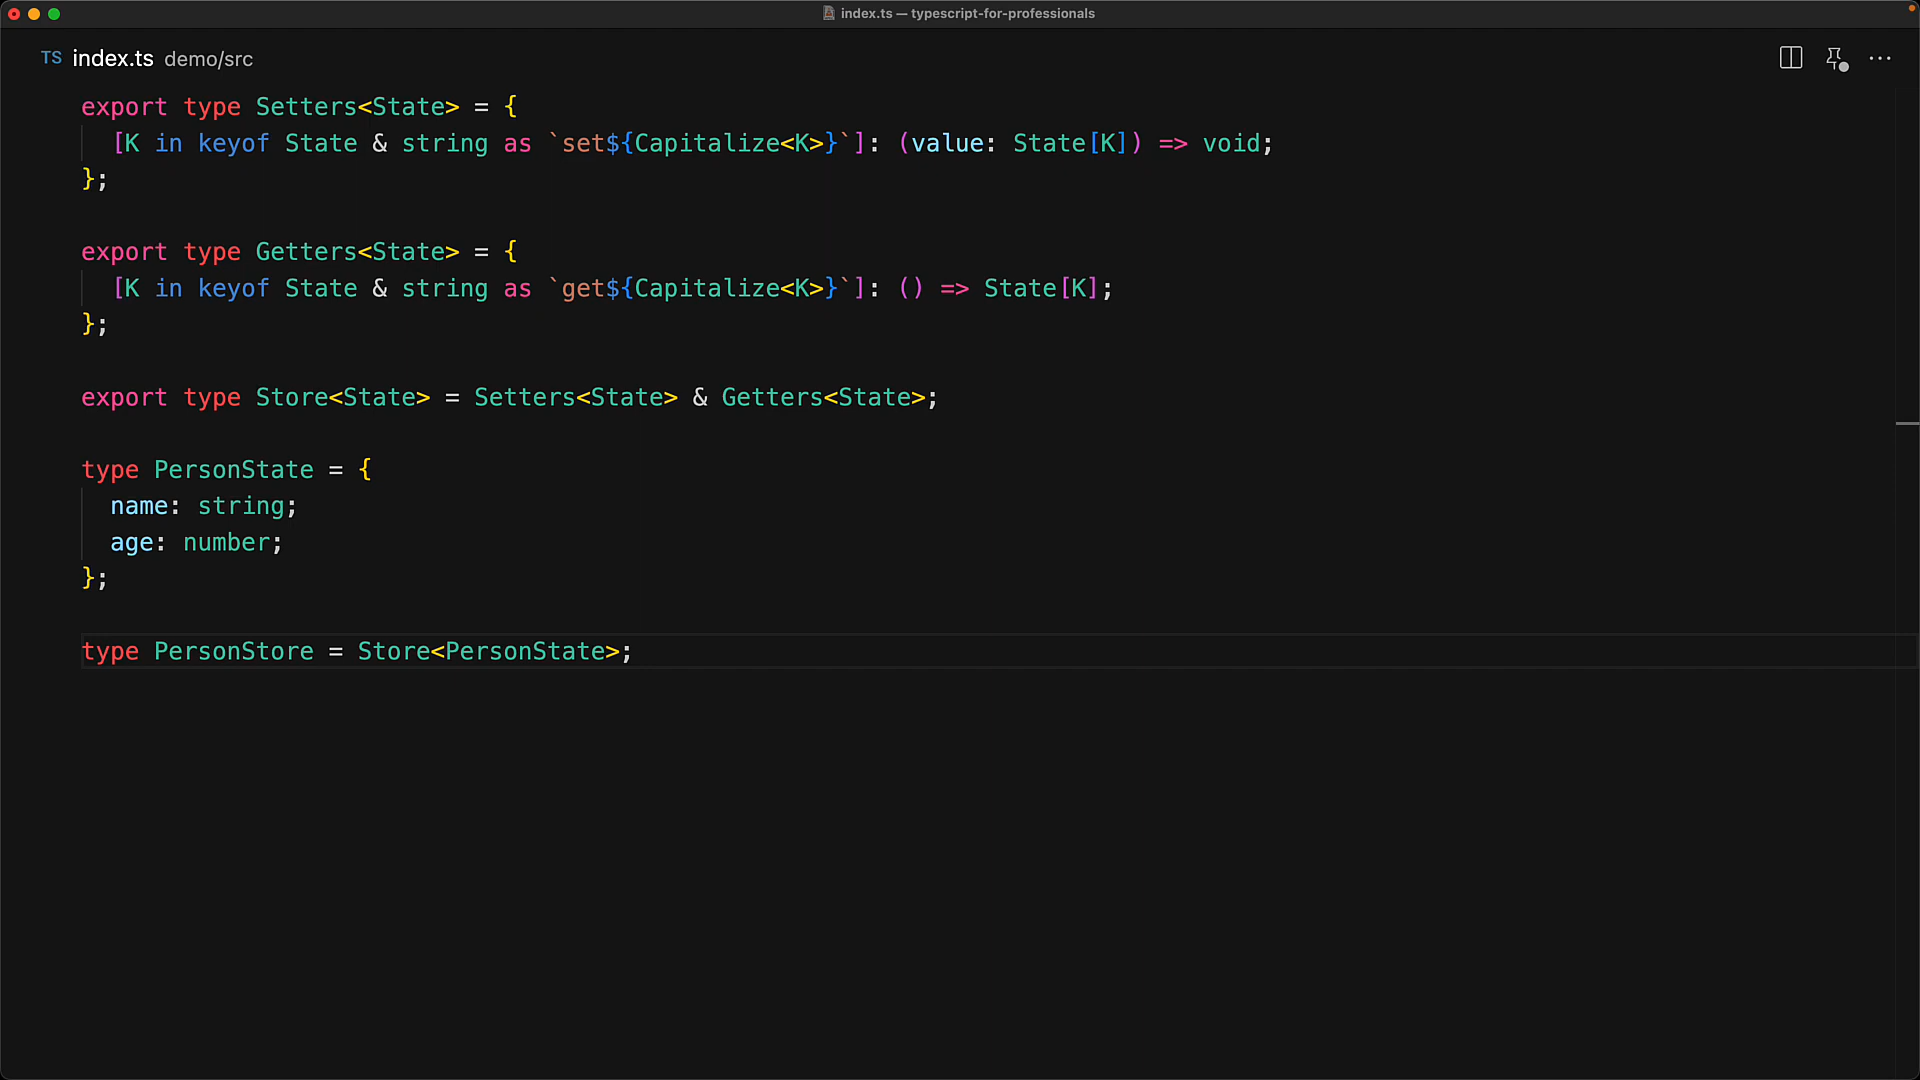 index.ts — typescript-for-professionals
TS index.ts demo/src
export type Setters<State> = {
  [K in keyof State & string as `set${Capitalize<K>}`]: (value: State[K]) => void;
};
export type Getters<State> = {
  [K in keyof State & string as `get${Capitalize<K>}`]: () => State[K];
};
export type Store<State> = Setters<State> & Getters<State>;
type PersonState = {
  name: string;
  age: number;
};
type PersonStore = Store<PersonState>;